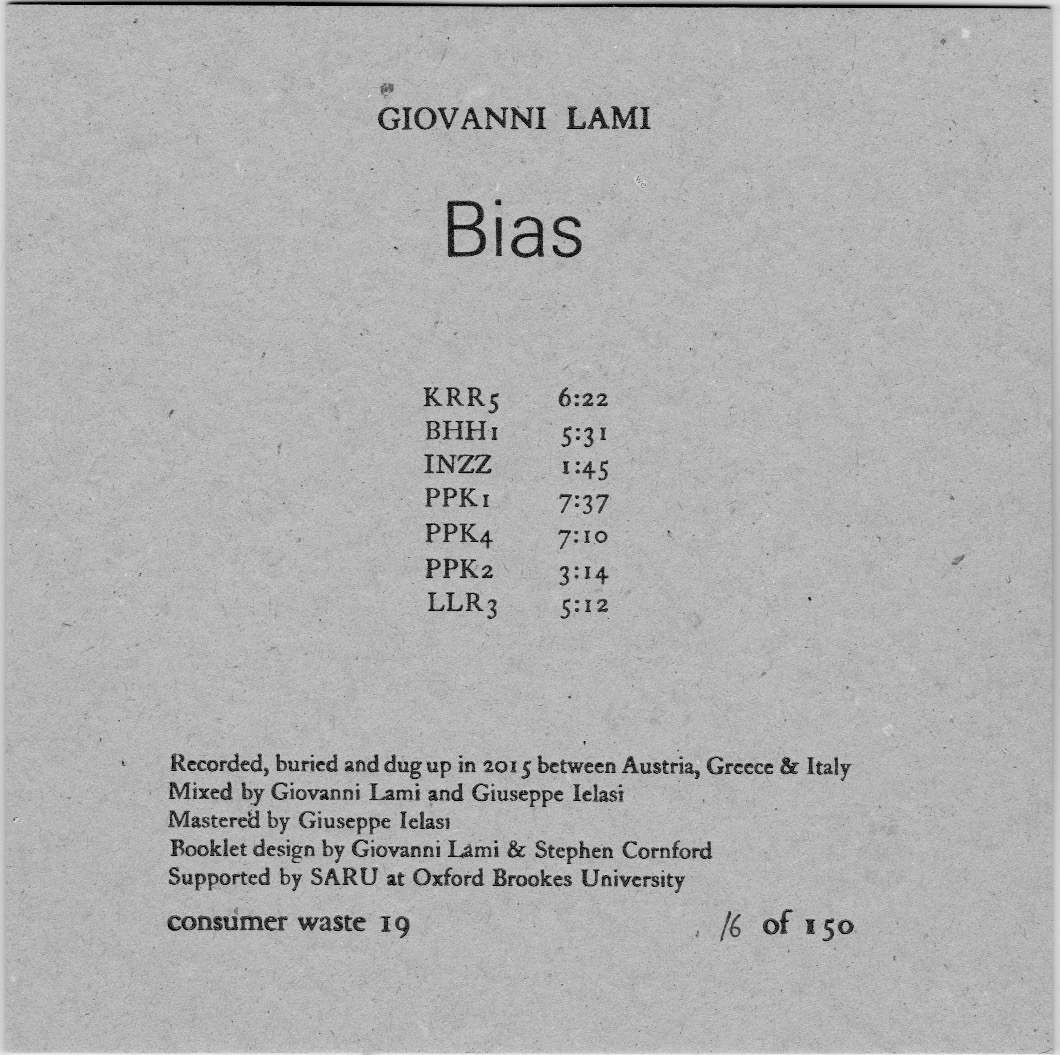 GIOVANNI LAMI
Bias
KRR5 6:22
BHH1 5:31
INZZ 1:45
PPK1 7:37
PPK4 7:10
PPK2 3:14
LLR3 5:12
Recorded, buried and dug up in 2015 between Austria, Greece & Italy
Mixed by Giovanni Lami and Giuseppe Ielasi
Mastered by Giuseppe Ielasi
Booklet design by Giovanni Lami & Stephen Cornford
Supported by SARU at Oxford Brookes University
consumer waste 19
16 of 150